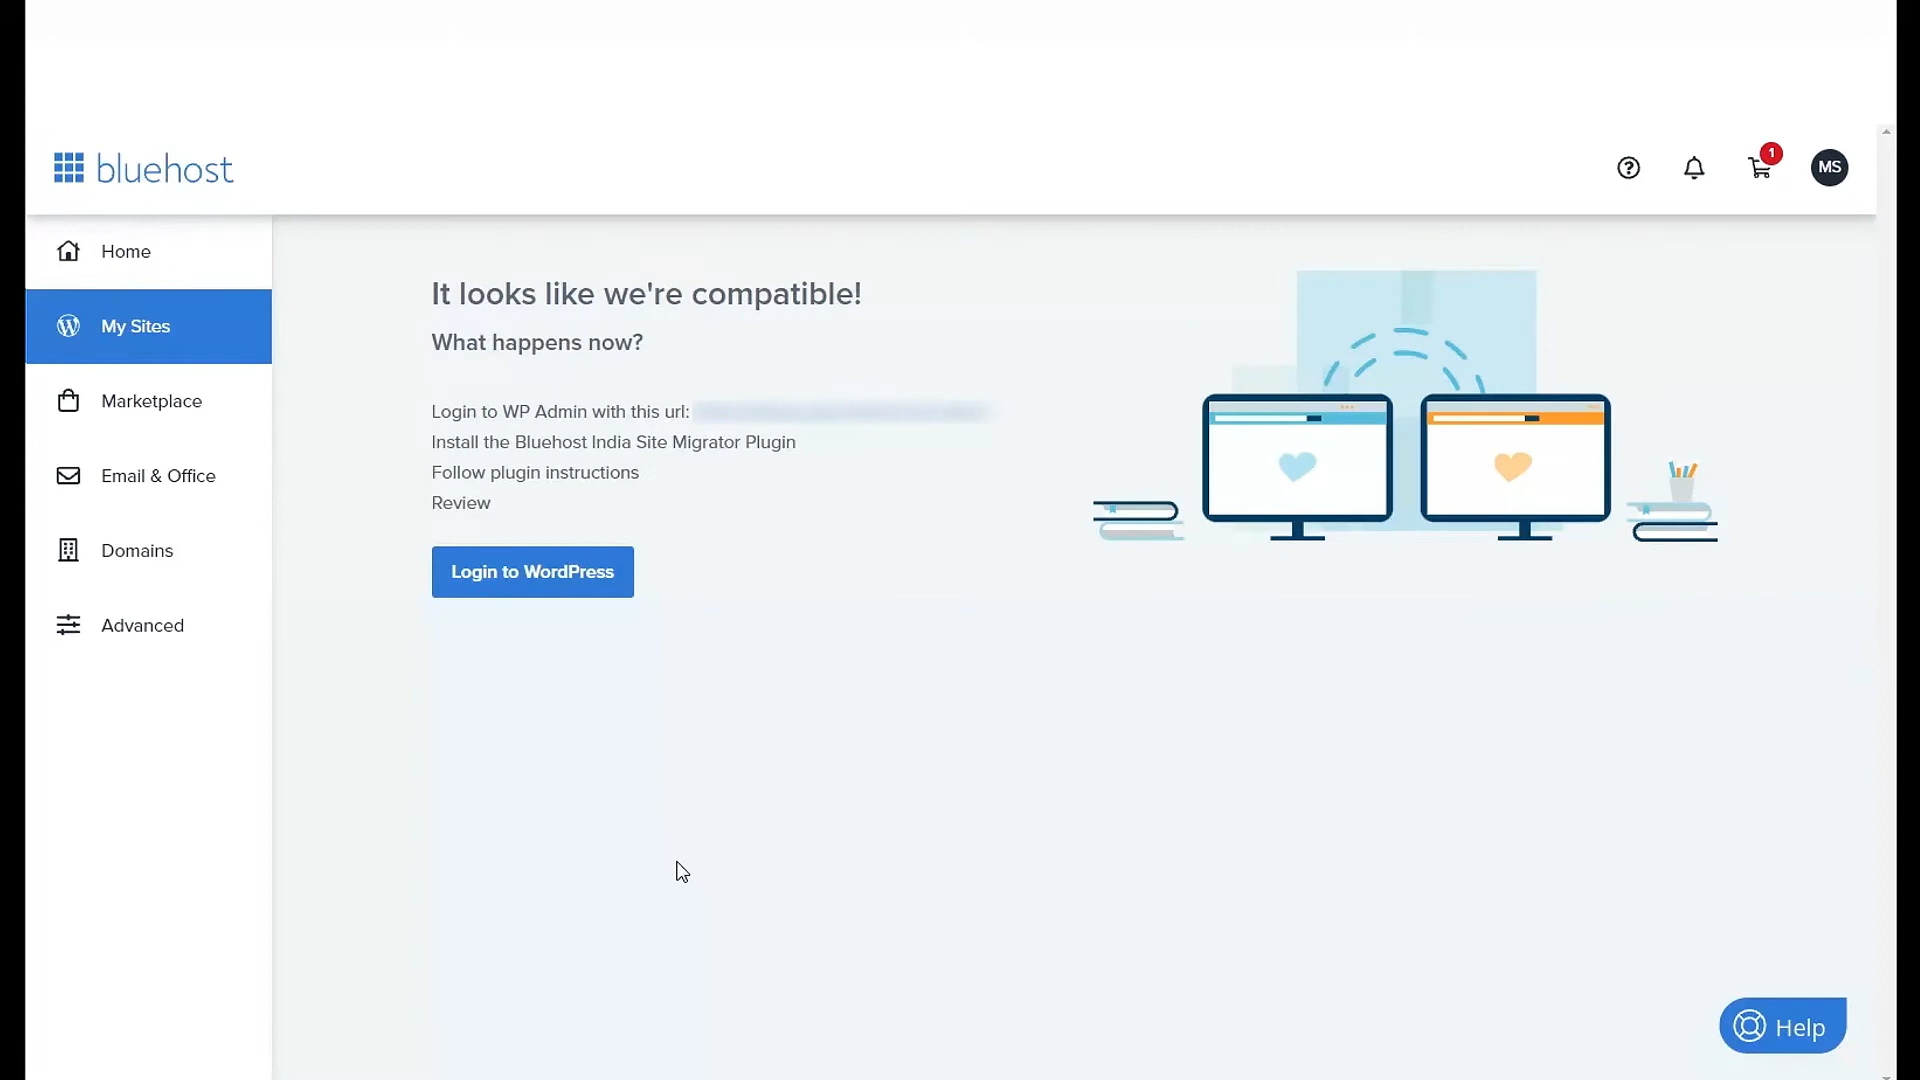 bluehost
1
MS
Home
My Sites
Marketplace
Email & Office
Domains
Advanced
It looks like we're compatible!
What happens now?
Login to WP Admin with this url:
Install the Bluehost India Site Migrator Plugin
Follow plugin instructions
Review
Login to WordPress
Help